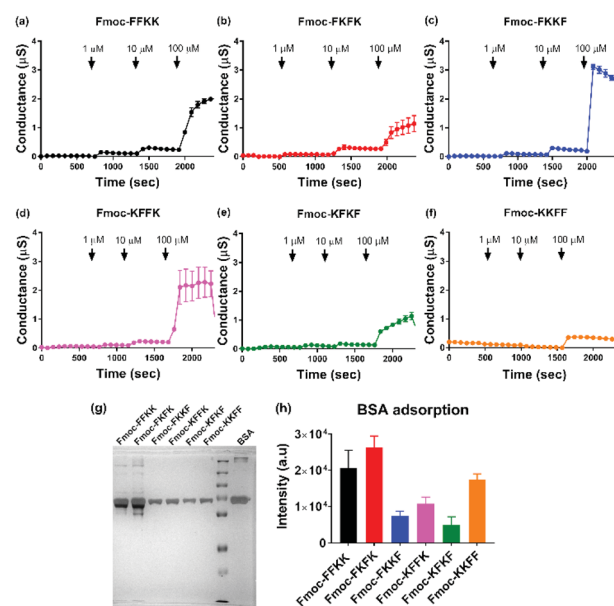 (a) Fmoc-FFKK
1 uM 10 μM 100 μM
Conductance (μS)
4
3
2
1
0
0 500 1000 1500 2000
Time (sec)
(b) Fmoc-FKFK
1 μM 10 μM 100 μM
Conductance (μS)
4
3
2
1
0
0 500 1000 1500 2000
Time (sec)
(c) Fmoc-FKKF
1 μM 10 μM 100 μM
Conductance (μS)
4
3
2
1
0
0 500 1000 1500 2000
Time (sec)
(d) Fmoc-KFFK
1 μM 10 μM 100 μM
Conductance (μS)
4
3
2
1
0
0 500 1000 1500 2000
Time (sec)
(e) Fmoc-KFKF
1 μM 10 μM 100 μM
Conductance (μS)
4
3
2
1
0
0 500 1000 1500 2000
Time (sec)
(f) Fmoc-KKFF
1 μM 10 μM 100 μM
Conductance (μS)
4
3
2
1
0
0 500 1000 1500 2000
Time (sec)
(g)
Fmoc-FFKK
Fmoc-FKFK
Fmoc-FKKF
Fmoc-KFFK
Fmoc-KFKF
Fmoc-KKFF
BSA
(h) BSA adsorption
Intensity (a.u)
3×10⁴
2×10⁴
1×10⁴
0
Fmoc-FFKK
Fmoc-FKFK
Fmoc-FKKF
Fmoc-KFFK
Fmoc-KFKF
Fmoc-KKFF